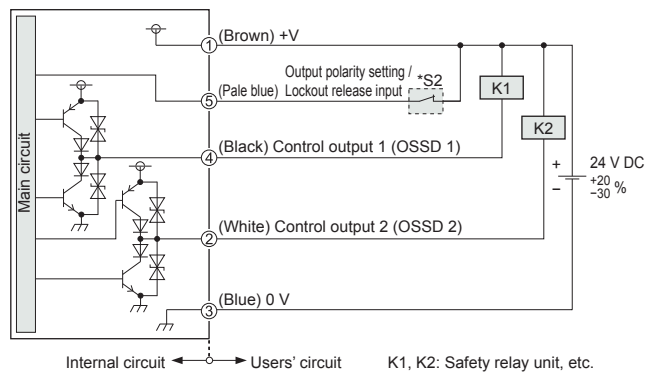 Main circuit
1 (Brown) +V
5 (Pale blue) Output polarity setting /
Lockout release input
*S2
K1
K2
4 (Black) Control output 1 (OSSD 1)
+
−
24 V DC
+20
−30 %
2 (White) Control output 2 (OSSD 2)
3 (Blue) 0 V
Internal circuit
Users' circuit
K1, K2: Safety relay unit, etc.